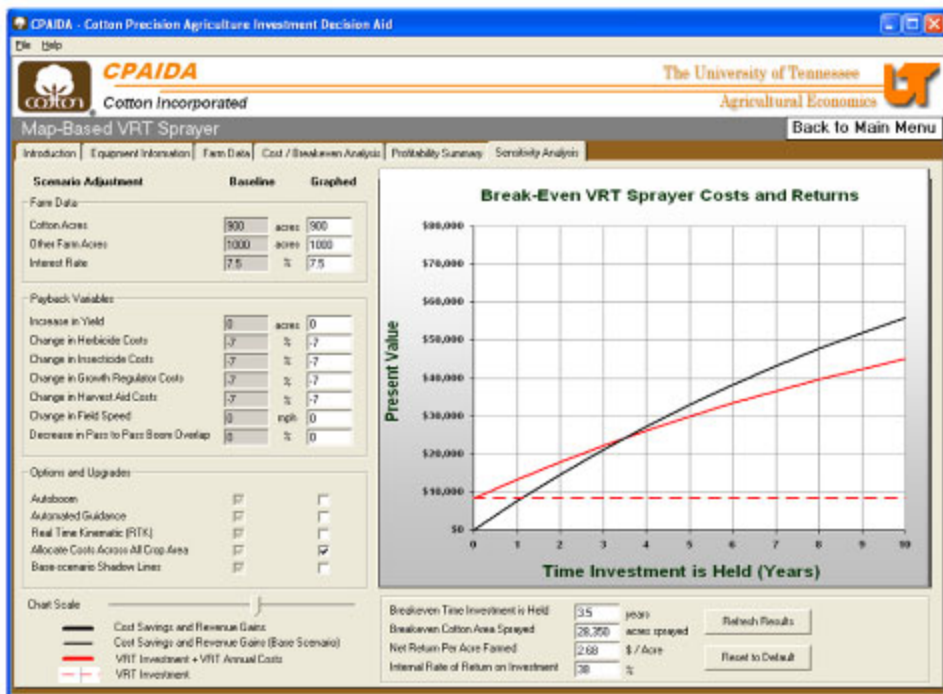 CPAIDA - Cotton Precision Agriculture Investment Decision Aid
File Help
cotton
CPAIDA
Cotton Incorporated
The University of Tennessee
Agricultural Economics
UT
Map-Based VRT Sprayer
Back to Main Menu
Introduction Equipment Information Farm Data Cost / Breakeven Analysis Profitability Summary Sensitivity Analysis
Scenario Adjustment Baseline Graphed
Farm Data
Cotton Acres 900 acres 900
Other Farm Acres 1000 acres 1000
Interest Rate 7.5 % 7.5
Payback Variables
Increase in Yield 0 acres 0
Change in Herbicide Costs -7 % -7
Change in Insecticide Costs -7 % -7
Change in Growth Regulator Costs -7 % -7
Change in Harvest Aid Costs -7 % -7
Change in Field Speed 0 mph 0
Decrease in Pass to Pass Boom Overlap 0 % 0
Options and Upgrades
Autoboom
Automated Guidance
Real Time Kinematic (RTK)
Allocate Costs Across All Crop Area
Base-scenario Shadow Lines
Chart Scale
Cost Savings and Revenue Gains
Cost Savings and Revenue Gains (Base Scenario)
VRT Investment + VRT Annual Costs
VRT Investment
Break-Even VRT Sprayer Costs and Returns
Present Value
$80,000
$70,000
$60,000
$50,000
$40,000
$30,000
$20,000
$10,000
$0
0 1 2 3 4 5 6 7 8 9 10
Time Investment is Held (Years)
Breakeven Time Investment is Held 3.5 years
Breakeven Cotton Area Sprayed 28,350 acres sprayed
Net Return Per Acre Farmed 2.68 $ / Acre
Internal Rate of Return on Investment 38 %
Refresh Results
Reset to Default